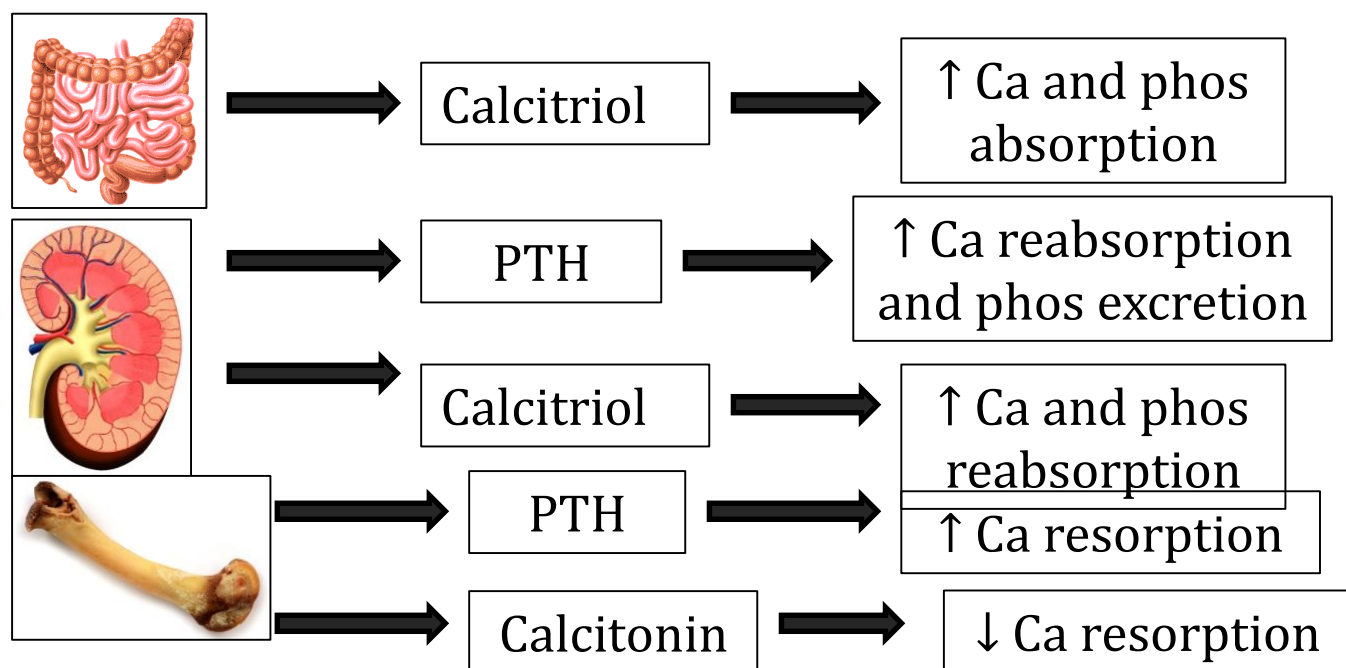 Calcitriol
↑ Ca and phos
absorption
PTH
↑ Ca reabsorption
and phos excretion
Calcitriol
↑ Ca and phos
reabsorption
PTH
↑ Ca resorption
Calcitonin
↓ Ca resorption